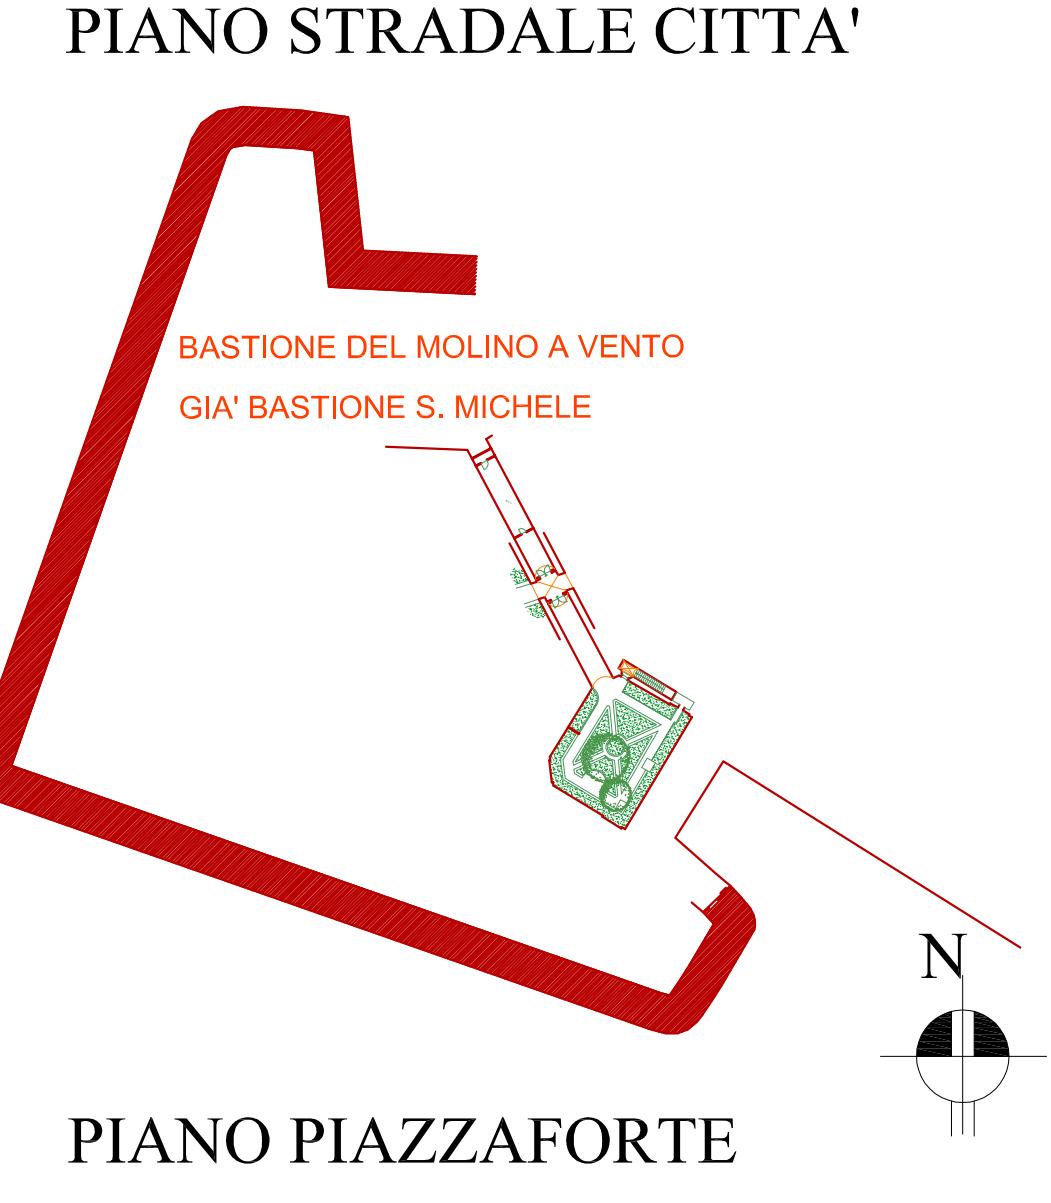 PIANO STRADALE CITTA'
BASTIONE DEL MOLINO A VENTO
GIA' BASTIONE S. MICHELE
N
PIANO PIAZZAFORTE